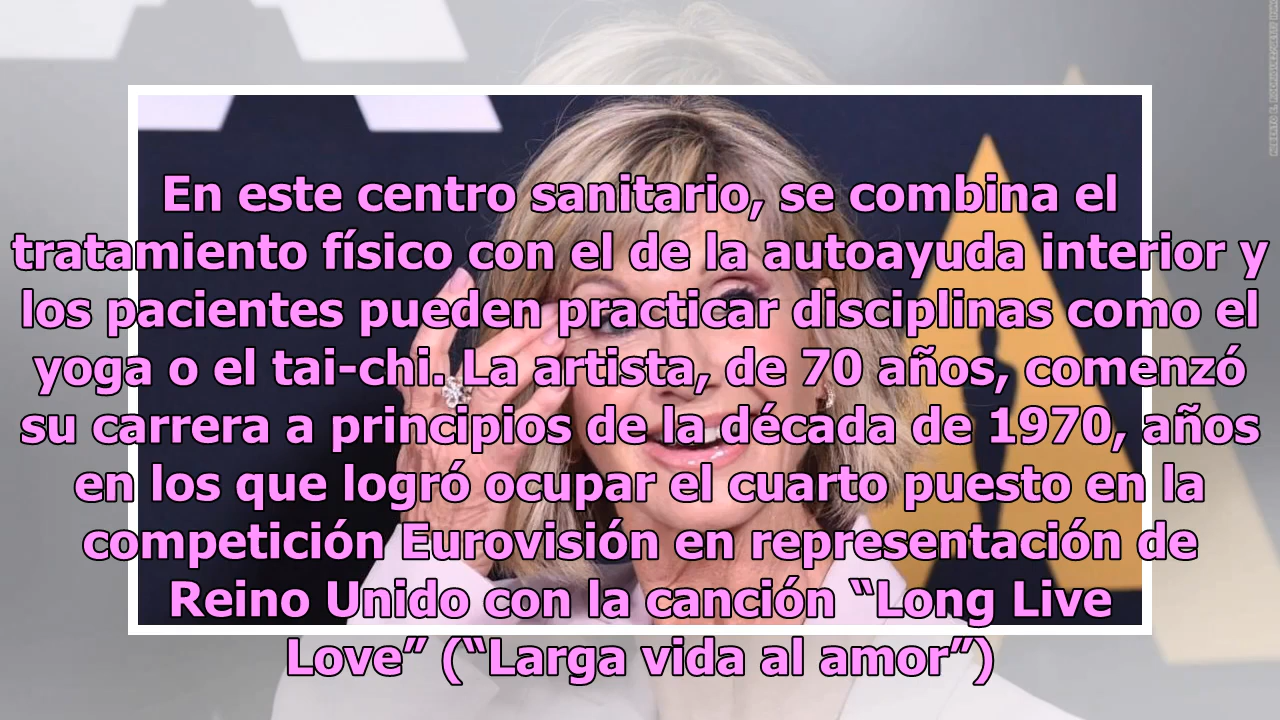 En este centro sanitario, se combina el
tratamiento físico con el de la autoayuda interior y
los pacientes pueden practicar disciplinas como el
yoga o el tai-chi. La artista, de 70 años, comenzó
su carrera a principios de la década de 1970, años
en los que logró ocupar el cuarto puesto en la
competición Eurovisión en representación de
Reino Unido con la canción “Long Live
Love” (“Larga vida al amor”)